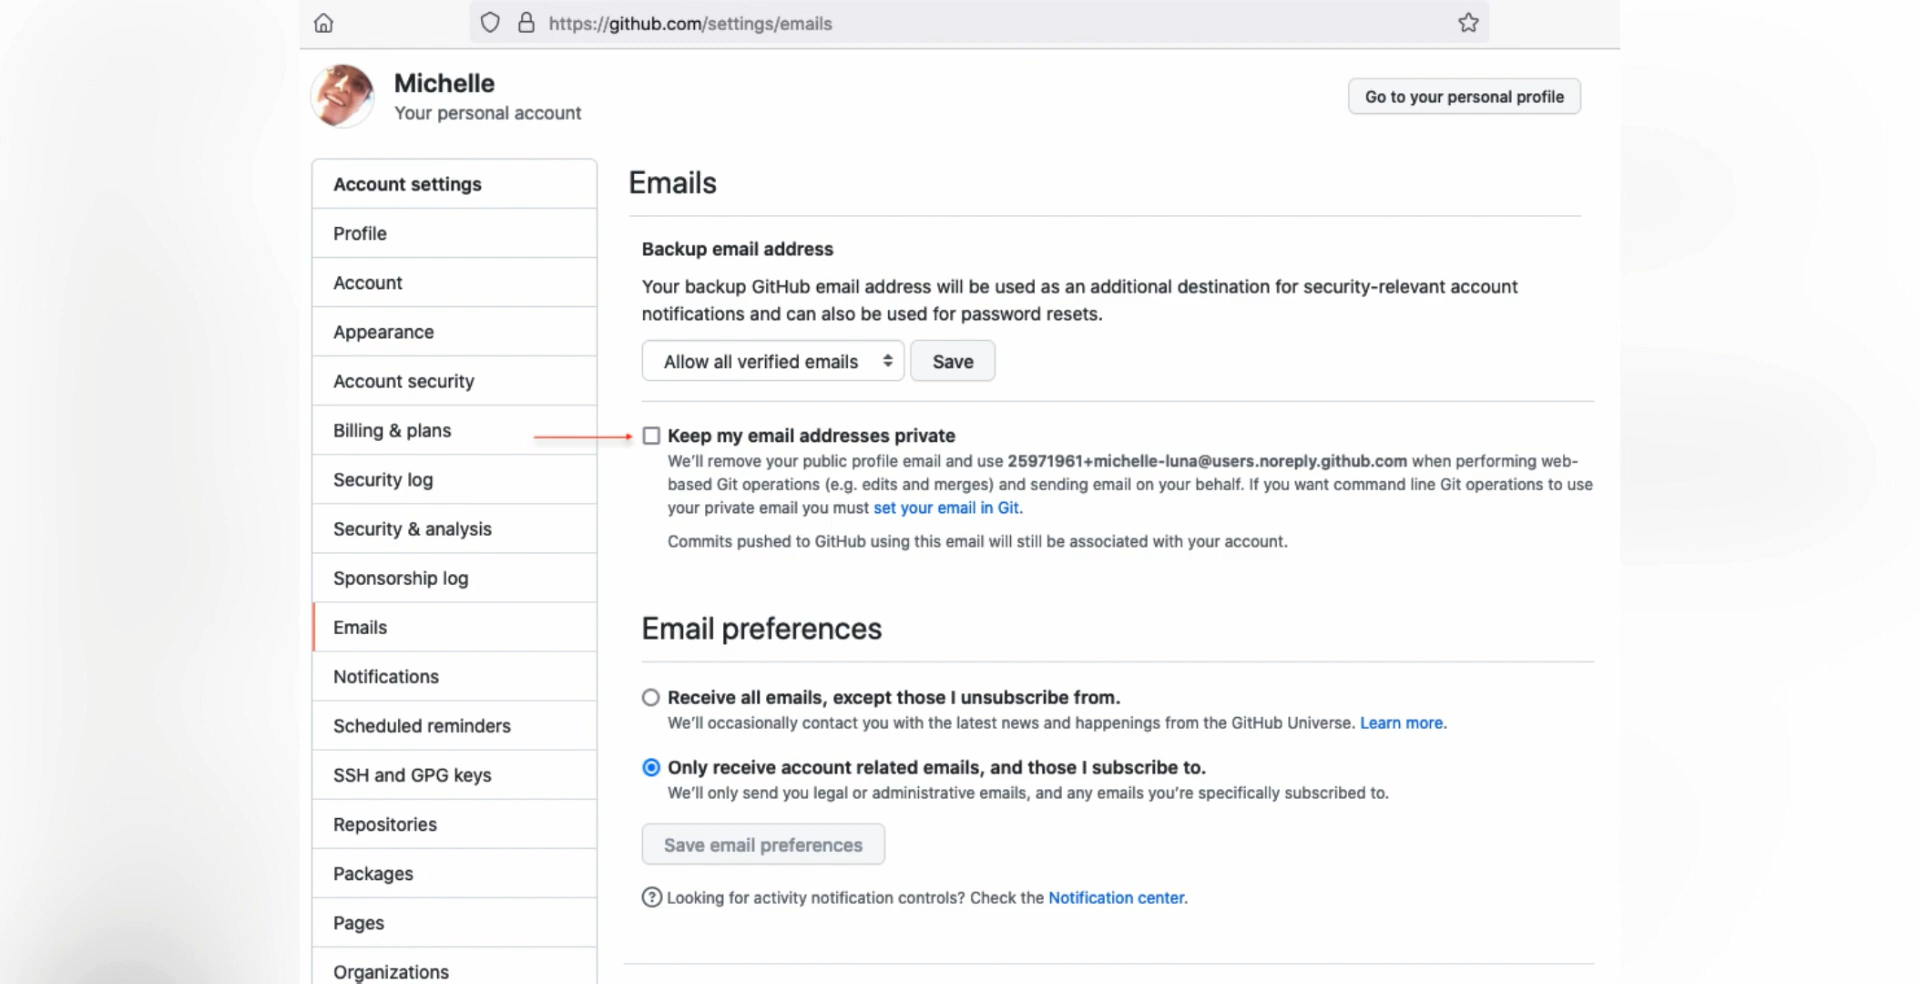 https://github.com/settings/emails
Michelle
Your personal account
Go to your personal profile
Account settings
Profile
Account
Appearance
Account security
Billing & plans
Security log
Security & analysis
Sponsorship log
Emails
Notifications
Scheduled reminders
SSH and GPG keys
Repositories
Packages
Pages
Organizations
Emails
Backup email address
Your backup GitHub email address will be used as an additional destination for security-relevant account
notifications and can also be used for password resets.
Allow all verified emails
Save
Keep my email addresses private
We'll remove your public profile email and use 25971961+michelle-luna@users.noreply.github.com when performing web-
based Git operations (e.g. edits and merges) and sending email on your behalf. If you want command line Git operations to use
your private email you must set your email in Git.
Commits pushed to GitHub using this email will still be associated with your account.
Email preferences
Receive all emails, except those I unsubscribe from.
We'll occasionally contact you with the latest news and happenings from the GitHub Universe. Learn more.
Only receive account related emails, and those I subscribe to.
We'll only send you legal or administrative emails, and any emails you're specifically subscribed to.
Save email preferences
Looking for activity notification controls? Check the Notification center.